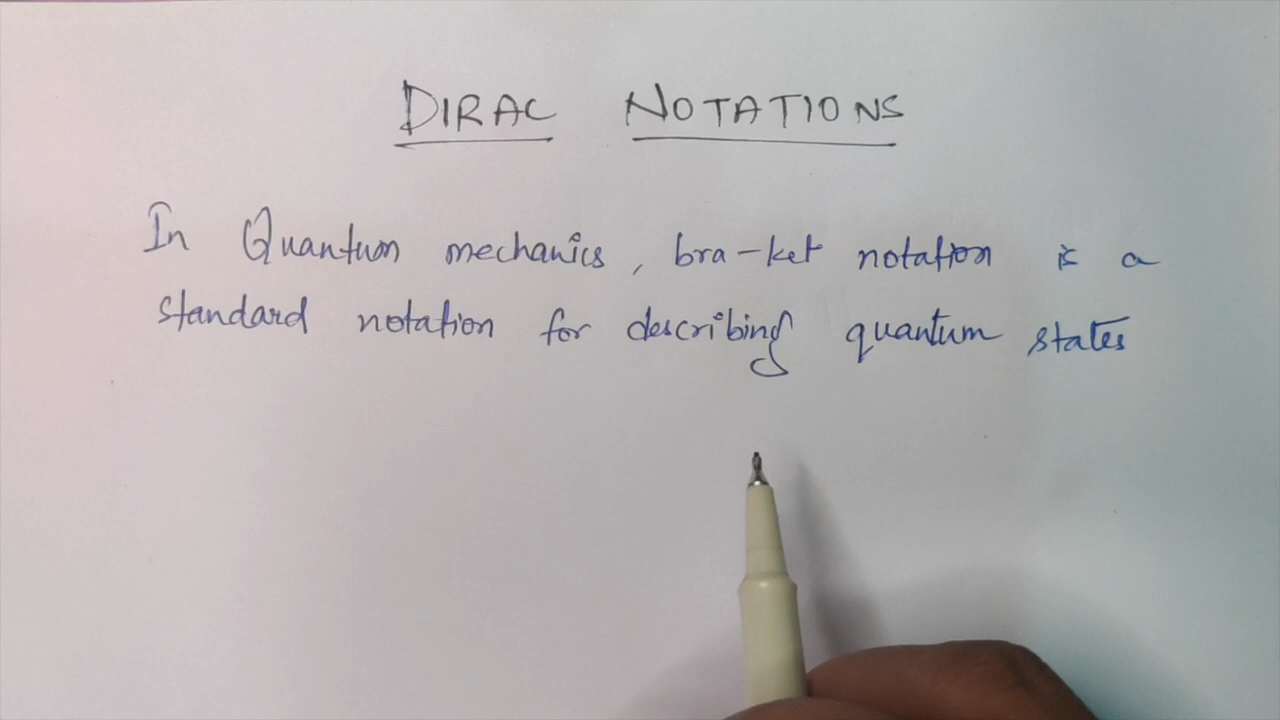 DIRAC NOTATIONS
In Quantum mechanics, bra-ket notation is a
standard notation for describing quantum states